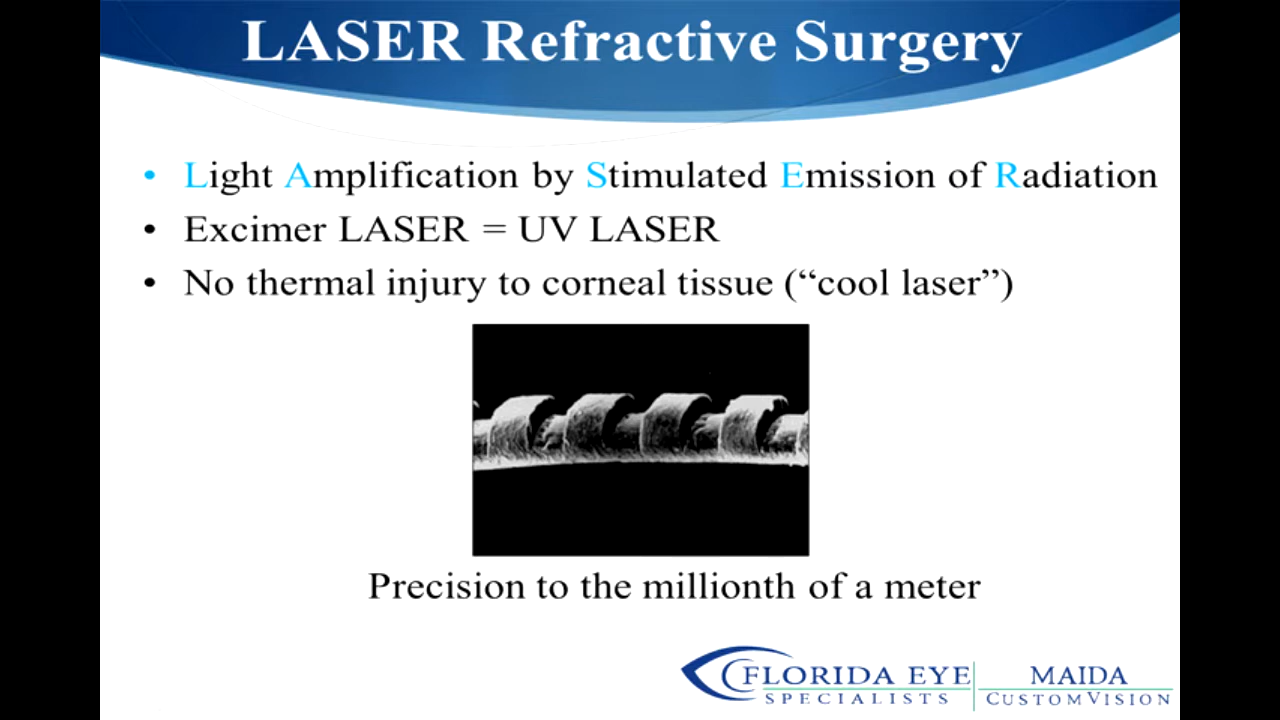 LASER Refractive Surgery
• Light Amplification by Stimulated Emission of Radiation
• Excimer LASER = UV LASER
• No thermal injury to corneal tissue (“cool laser”)
Precision to the millionth of a meter
FLORIDA EYE
SPECIALISTS
MAIDA
CUSTOMVISION